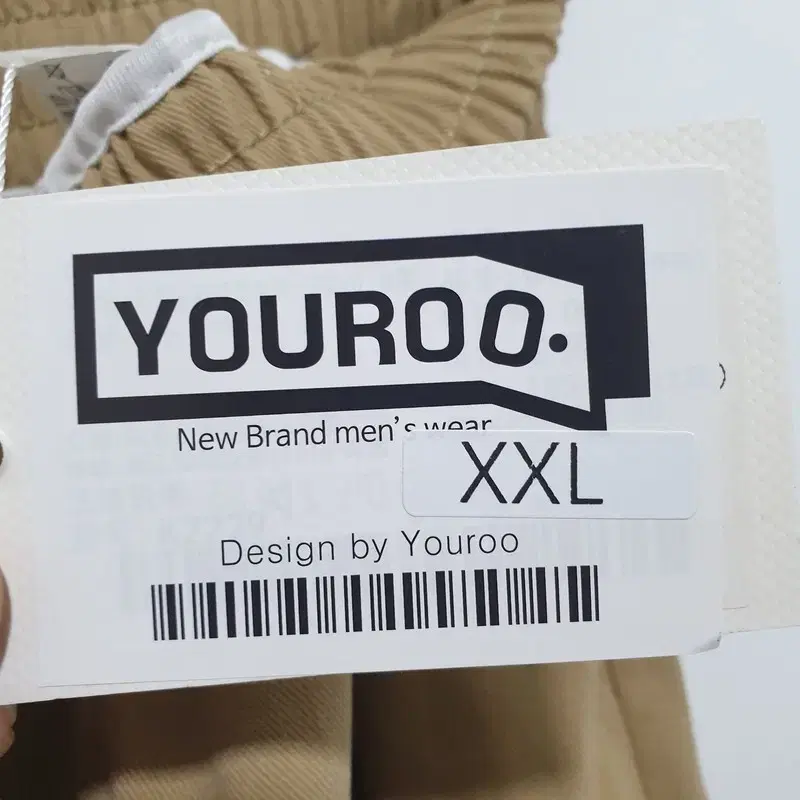 YOUROO.
New Brand men's wear
XXL
Design by Youroo